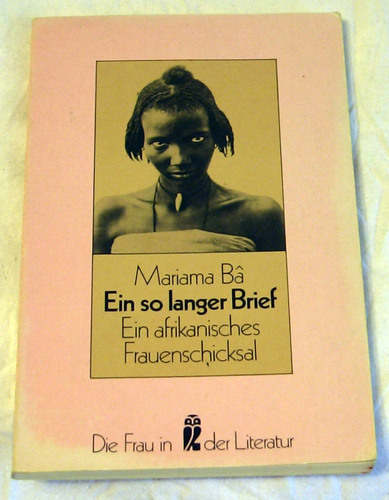 Mariama Bâ
Ein so langer Brief
Ein afrikanisches
Frauenschicksal
Die Frau in der Literatur